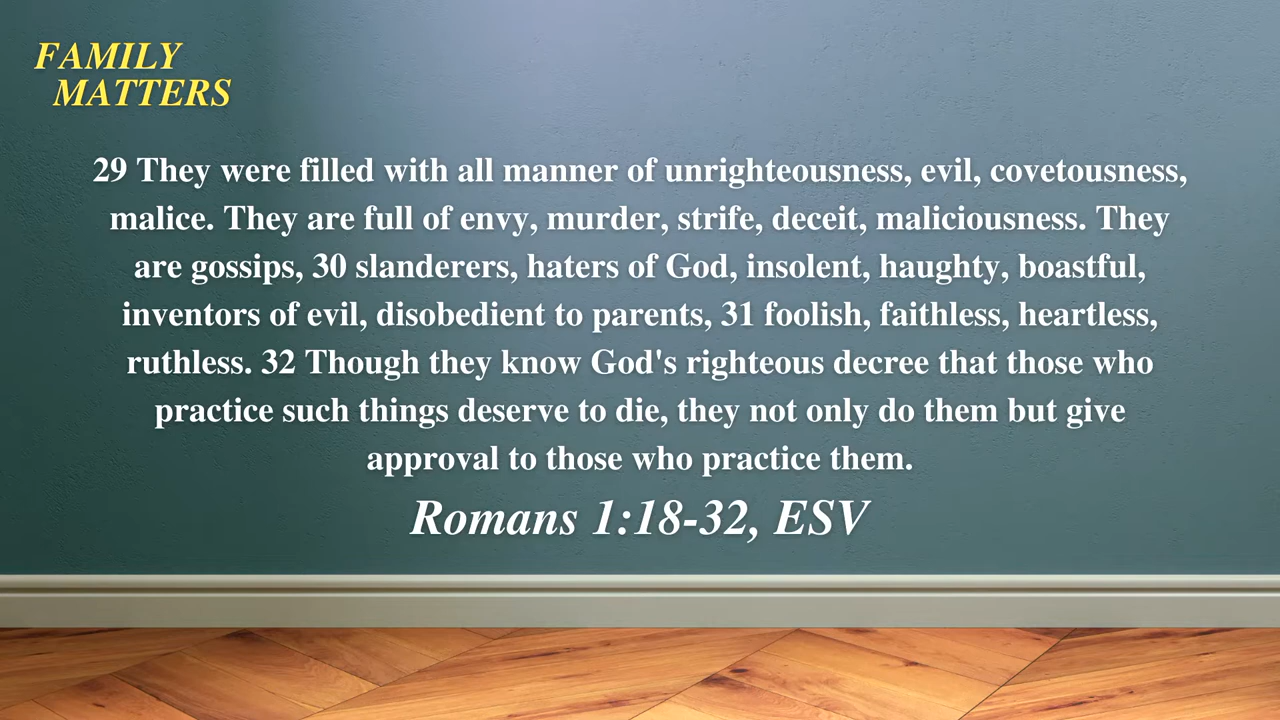 FAMILY
MATTERS
29 They were filled with all manner of unrighteousness, evil, covetousness,
malice. They are full of envy, murder, strife, deceit, maliciousness. They
are gossips, 30 slanderers, haters of God, insolent, haughty, boastful,
inventors of evil, disobedient to parents, 31 foolish, faithless, heartless,
ruthless. 32 Though they know God's righteous decree that those who
practice such things deserve to die, they not only do them but give
approval to those who practice them.
Romans 1:18-32, ESV